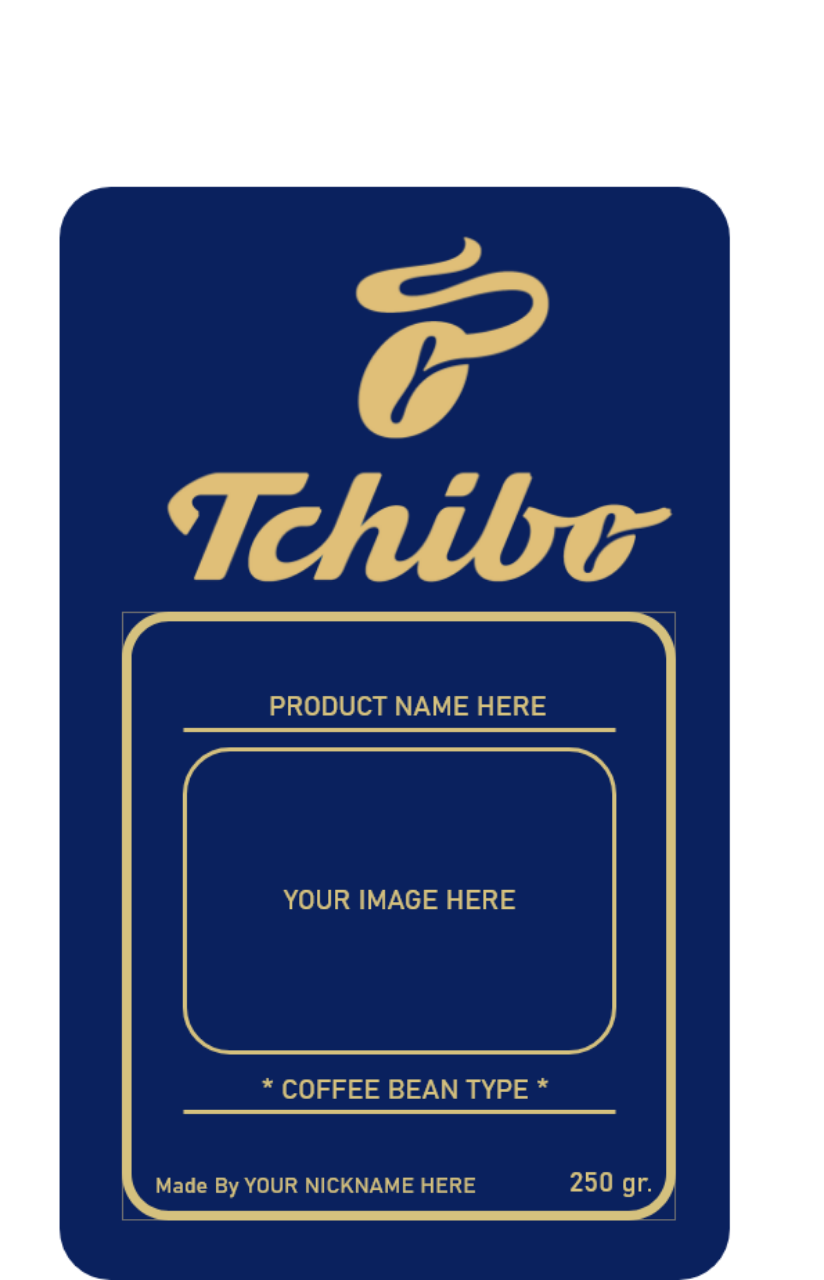 Tchibo
PRODUCT NAME HERE
YOUR IMAGE HERE
* COFFEE BEAN TYPE *
Made By YOUR NICKNAME HERE
250 gr.